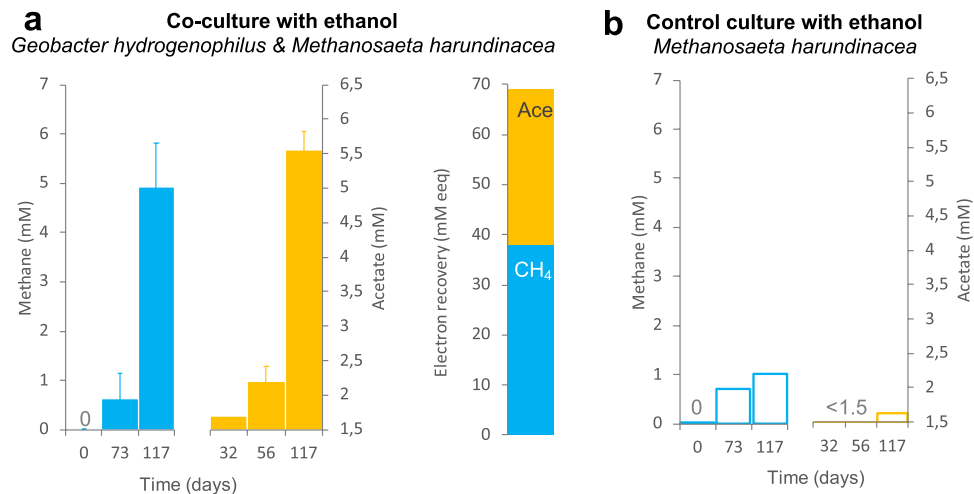 a
Co-culture with ethanol
Geobacter hydrogenophilus & Methanosaeta harundinacea
7
6
5
4
3
2
1
0
Methane (mM)
0
0 73 117
6,5
6
5,5
5
4,5
4
3,5
3
2,5
2
1,5
Acetate (mM)
32 56 117
Time (days)
70
60
50
40
30
20
10
0
Electron recovery (mM eeq)
Ace
CH₄
b
Control culture with ethanol
Methanosaeta harundinacea
7
6
5
4
3
2
1
0
Methane (mM)
0
<1.5
0 73 117
6,5
6
5,5
5
4,5
4
3,5
3
2,5
2
1,5
Acetate (mM)
32 56 117
Time (days)